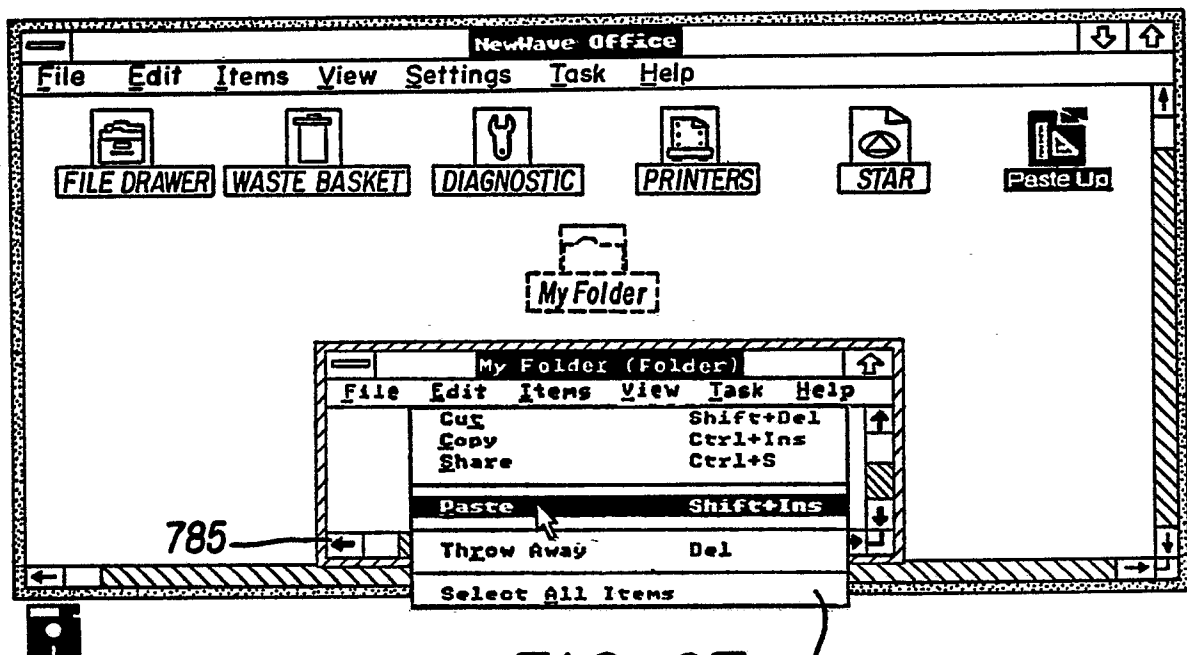 NewWave Office
File Edit Items View Settings Task Help
FILE DRAWER WASTE BASKET DIAGNOSTIC PRINTERS STAR Paste Up
My Folder
My Folder (Folder)
File Edit Items View Task Help
Cut Shift+Del
Copy Ctrl+Ins
Share Ctrl+S
Paste Shift+Ins
785
Throw Away Del
Select All Items